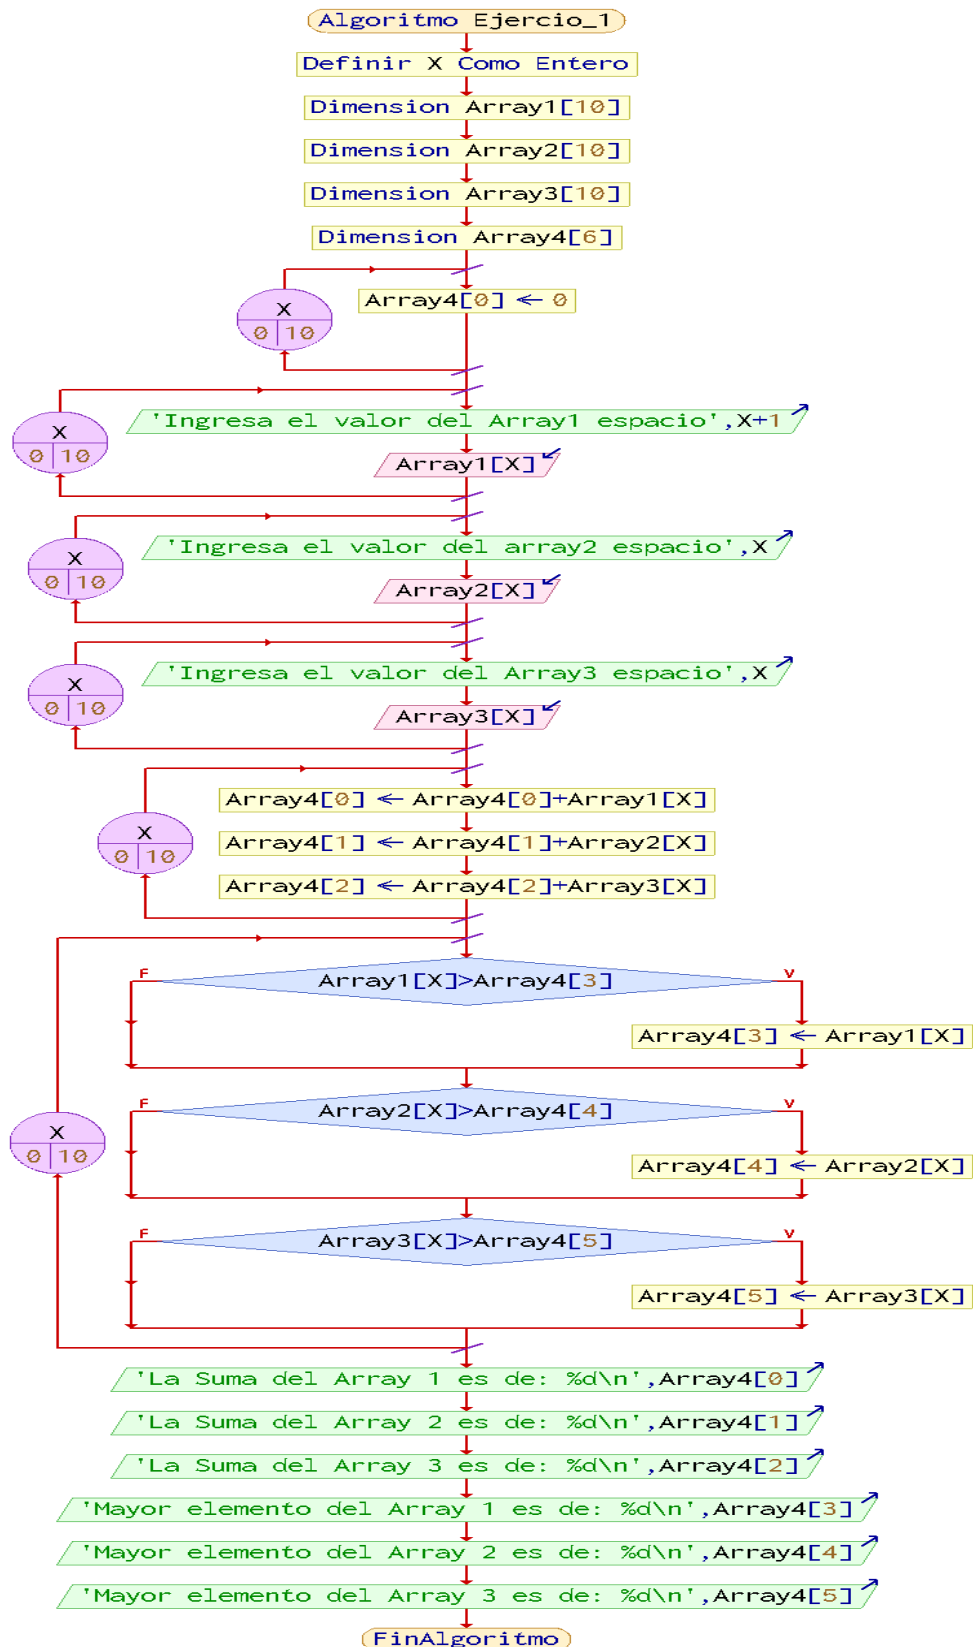 Algoritmo Ejercio_1
Definir X Como Entero
Dimension Array1[10]
Dimension Array2[10]
Dimension Array3[10]
Dimension Array4[6]
X
0 10
Array4[0] ← 0
X
0 10
'Ingresa el valor del Array1 espacio',X+1
Array1[X]
X
0 10
'Ingresa el valor del array2 espacio',X
Array2[X]
X
0 10
'Ingresa el valor del Array3 espacio',X
Array3[X]
X
0 10
Array4[0] ← Array4[0]+Array1[X]
Array4[1] ← Array4[1]+Array2[X]
Array4[2] ← Array4[2]+Array3[X]
X
0 10
F
Array1[X]>Array4[3]
V
Array4[3] ← Array1[X]
F
Array2[X]>Array4[4]
V
Array4[4] ← Array2[X]
F
Array3[X]>Array4[5]
V
Array4[5] ← Array3[X]
'La Suma del Array 1 es de: %d\n',Array4[0]
'La Suma del Array 2 es de: %d\n',Array4[1]
'La Suma del Array 3 es de: %d\n',Array4[2]
'Mayor elemento del Array 1 es de: %d\n',Array4[3]
'Mayor elemento del Array 2 es de: %d\n',Array4[4]
'Mayor elemento del Array 3 es de: %d\n',Array4[5]
FinAlgoritmo